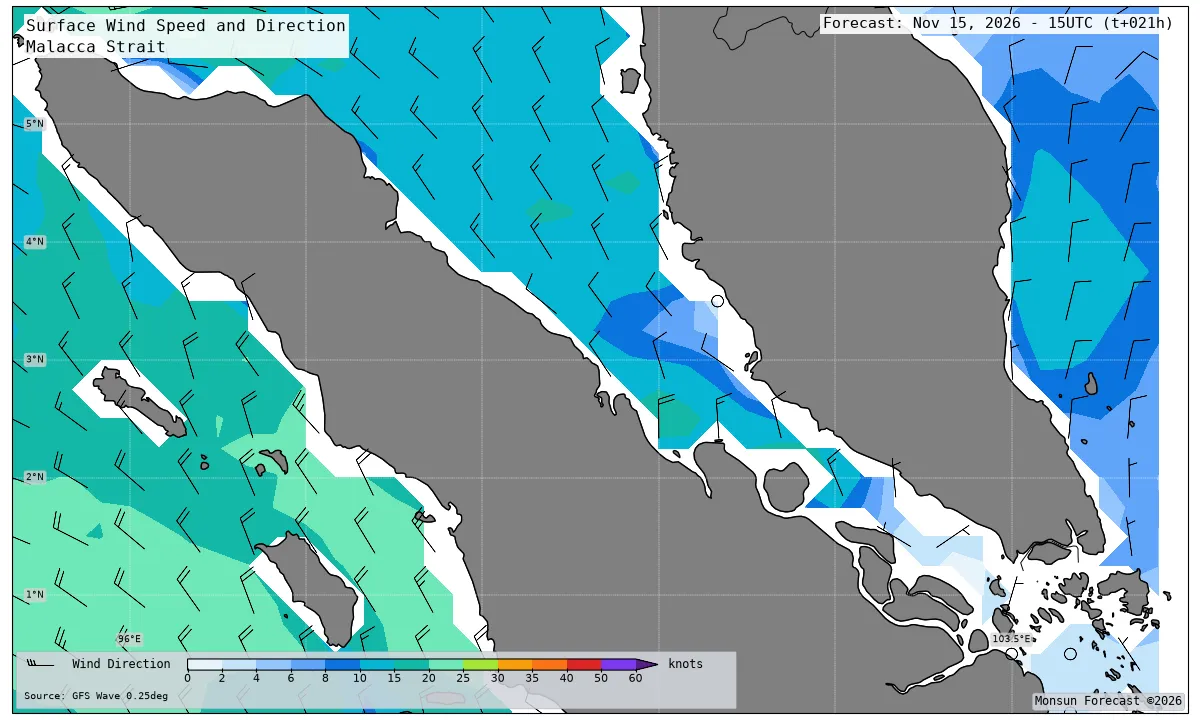 Surface Wind Speed and Direction
Malacca Strait
Forecast: Nov 15, 2026 - 15UTC (t+021h)
5°N
4°N
3°N
2°N
1°N
96°E
103.5°E
Wind Direction
0 2 4 6 8 10 15 20 25 30 35 40 50 60
knots
Source: GFS Wave 0.25deg
Monsun Forecast ©2026